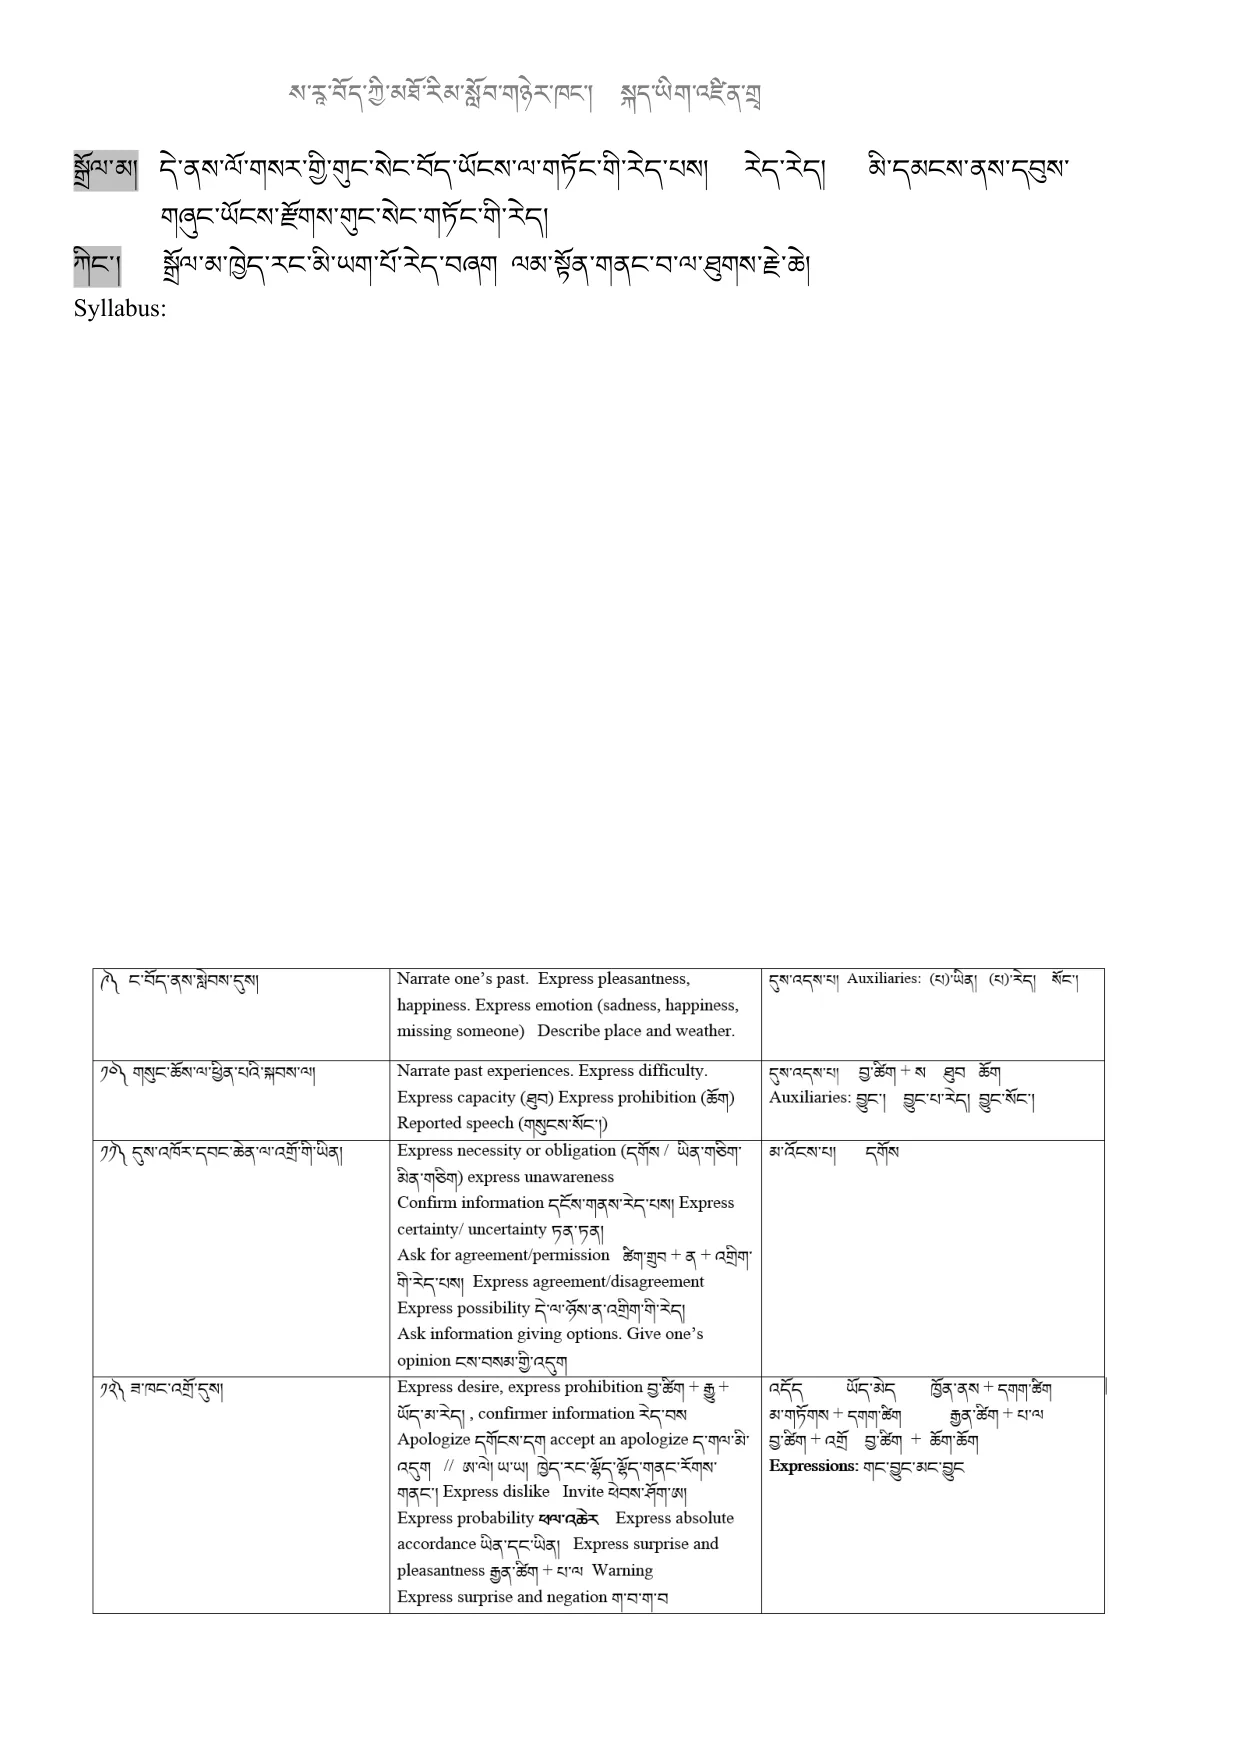 ས་རཱ་བོད་ཀྱི་མཐོ་རིམ་སློབ་གཉེར་ཁང་། སྐད་ཡིག་འཛིན་གྲྭ
སྒྲོལ་མ། དེ་ནས་ལོ་གསར་གྱི་གུང་སེང་བོད་ཡོངས་ལ་གཏོང་གི་རེད་པས། རེད་རེད། མི་དམངས་ནས་དབུས་
གཞུང་ཡོངས་རྫོགས་གུང་སེང་གཏོང་གི་རེད།
ཀིང་། སྒྲོལ་མ་ཁྱེད་རང་མི་ཡག་པོ་རེད་བཞག ལམ་སྟོན་གནང་བ་ལ་ཐུགས་རྗེ་ཆེ།
Syllabus:
༩༽ ང་བོད་ནས་སླེབས་དུས།
Narrate one’s past. Express pleasantness,
happiness. Express emotion (sadness, happiness,
missing someone) Describe place and weather.
དུས་འདས་པ། Auxiliaries: (པ)་ཡིན། (པ)་རེད། སོང་།
༡༠༽ གསུང་ཆོས་ལ་ཕྱིན་པའི་སྐབས་ལ།
Narrate past experiences. Express difficulty.
Express capacity (ཐུབ) Express prohibition (ཆོག)
Reported speech (གསུངས་སོང་།)
དུས་འདས་པ། བྱ་ཚིག + ས ཐུབ ཆོག
Auxiliaries: བྱུང་། བྱུང་པ་རེད། བྱུང་སོང་།
༡༡༽ དུས་འཁོར་དབང་ཆེན་ལ་འགྲོ་གི་ཡིན།
Express necessity or obligation (དགོས / ཡིན་གཅིག་
མིན་གཅིག) express unawareness
Confirm information དངོས་གནས་རེད་པས། Express
certainty/ uncertainty ཏན་ཏན།
Ask for agreement/permission ཚིག་གྲུབ + ན + འགྲིག་
གི་རེད་པས། Express agreement/disagreement
Express possibility དེ་ལ་ཉོས་ན་འགྲིག་གི་རེད།
Ask information giving options. Give one’s
opinion ངས་བསམ་གྱི་འདུག
མ་འོངས་པ། དགོས
༡༢༽ ཟ་ཁང་འགྲོ་དུས།
Express desire, express prohibition བྱ་ཚིག + རྒྱུ +
ཡོད་མ་རེད། , confirmer information རེད་བས
Apologize དགོངས་དག accept an apologize ད་གལ་མི་
འདུག // ཨ་ལེ། ཡ་ཡ། ཁྱེད་རང་ལྷོད་ལྷོད་གནང་རོགས་
གནང་། Express dislike Invite ཕེབས་ཤོག་ཨ།
Express probability ཕལ་འཆེར Express absolute
accordance ཡིན་དང་ཡིན། Express surprise and
pleasantness རྒྱན་ཚིག + པ་ལ Warning
Express surprise and negation ག་བ་ག་བ
འདོད ཡོད་མེད ཁྱོན་ནས + དགག་ཚིག
མ་གཏོགས + དགག་ཚིག རྒྱན་ཚིག + པ་ལ
བྱ་ཚིག + འགྲོ བྱ་ཚིག + ཆོག་ཆོག
Expressions: གང་བྱུང་མང་བྱུང